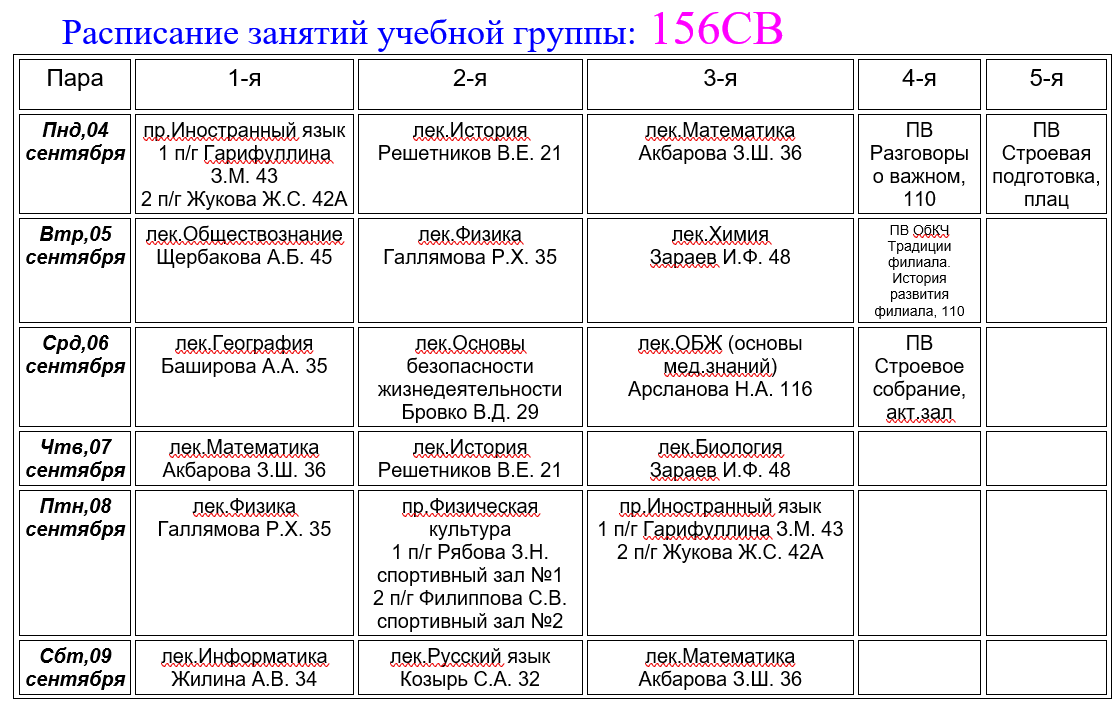 Расписание занятий учебной группы: 156СВ
Пара
1-я
2-я
3-я
4-я
5-я
Пнд,04
сентября
пр.Иностранный язык
1 п/г Гарифуллина
З.М. 43
2 п/г Жукова Ж.С. 42А
лек.История
Решетников В.Е. 21
лек.Математика
Акбарова З.Ш. 36
ПВ
Разговоры
о важном,
110
ПВ
Строевая
подготовка,
плац
Втр,05
сентября
лек.Обществознание
Щербакова А.Б. 45
лек.Физика
Галлямова Р.Х. 35
лек.Химия
Зараев И.Ф. 48
ПВ ОбКЧ
Традиции
филиала.
История
развития
филиала, 110
Срд,06
сентября
лек.География
Баширова А.А. 35
лек.Основы
безопасности
жизнедеятельности
Бровко В.Д. 29
лек.ОБЖ (основы
мед.знаний)
Арсланова Н.А. 116
ПВ
Строевое
собрание,
акт.зал
Чтв,07
сентября
лек.Математика
Акбарова З.Ш. 36
лек.История
Решетников В.Е. 21
лек.Биология
Зараев И.Ф. 48
Птн,08
сентября
лек.Физика
Галлямова Р.Х. 35
пр.Физическая
культура
1 п/г Рябова З.Н.
спортивный зал №1
2 п/г Филиппова С.В.
спортивный зал №2
пр.Иностранный язык
1 п/г Гарифуллина З.М. 43
2 п/г Жукова Ж.С. 42А
Сбт,09
сентября
лек.Информатика
Жилина А.В. 34
лек.Русский язык
Козырь С.А. 32
лек.Математика
Акбарова З.Ш. 36